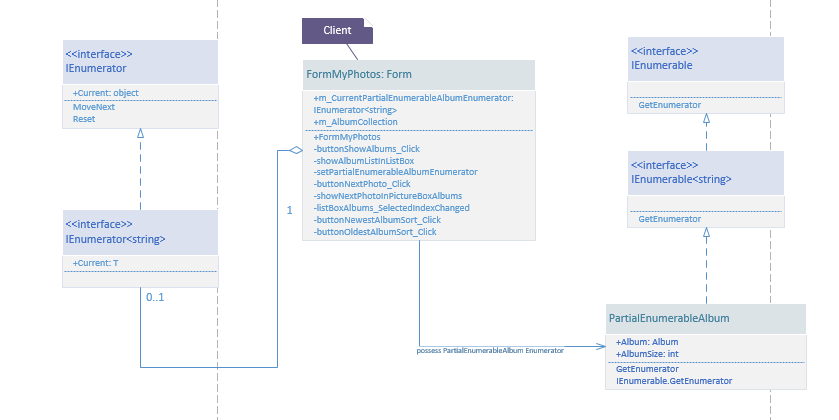 Client
<<interface>>
IEnumerator
+Current: object
MoveNext
Reset
<<interface>>
IEnumerator<string>
+Current: T
0..1
1
FormMyPhotos: Form
+m_CurrentPartialEnumerableAlbumEnumerator:
IEnumerator<string>
+m_AlbumCollection
+FormMyPhotos
-buttonShowAlbums_Click
-showAlbumListInListBox
-setPartialEnumerableAlbumEnumerator
-buttonNextPhoto_Click
-showNextPhotoInPictureBoxAlbums
-listBoxAlbums_SelectedIndexChanged
-buttonNewestAlbumSort_Click
-buttonOldestAlbumSort_Click
possess PartialEnumerableAlbum Enumerator
<<interface>>
IEnumerable
GetEnumerator
<<interface>>
IEnumerable<string>
GetEnumerator
PartialEnumerableAlbum
+Album: Album
+AlbumSize: int
GetEnumerator
IEnumerable.GetEnumerator